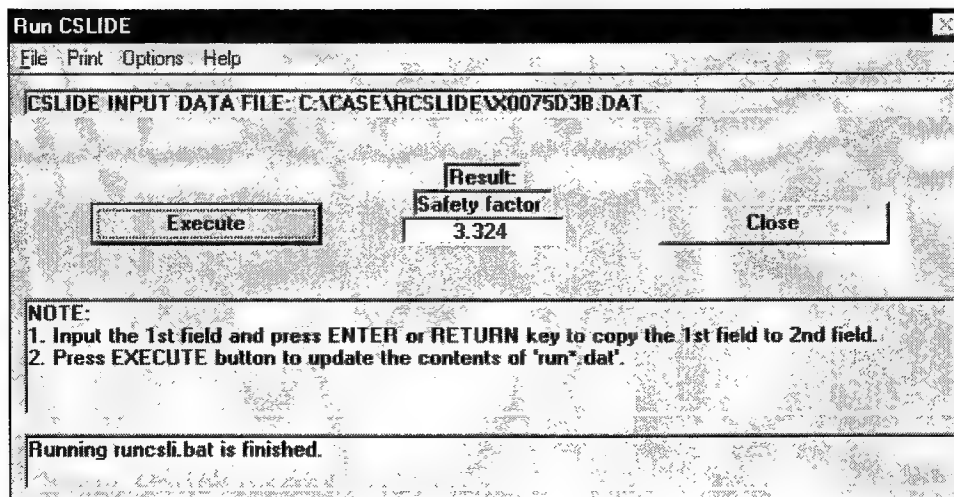 Run CSLIDE
File Print Options Help
CSLIDE INPUT DATA FILE: C:\CASE\RCSLIDE\X0075D3B.DAT
Result:
Safety factor
Execute
3.324
Close
NOTE:
1. Input the 1st field and press ENTER or RETURN key to copy the 1st field to 2nd field.
2. Press EXECUTE button to update the contents of 'run*.dat'.
Running runcsli.bat is finished.